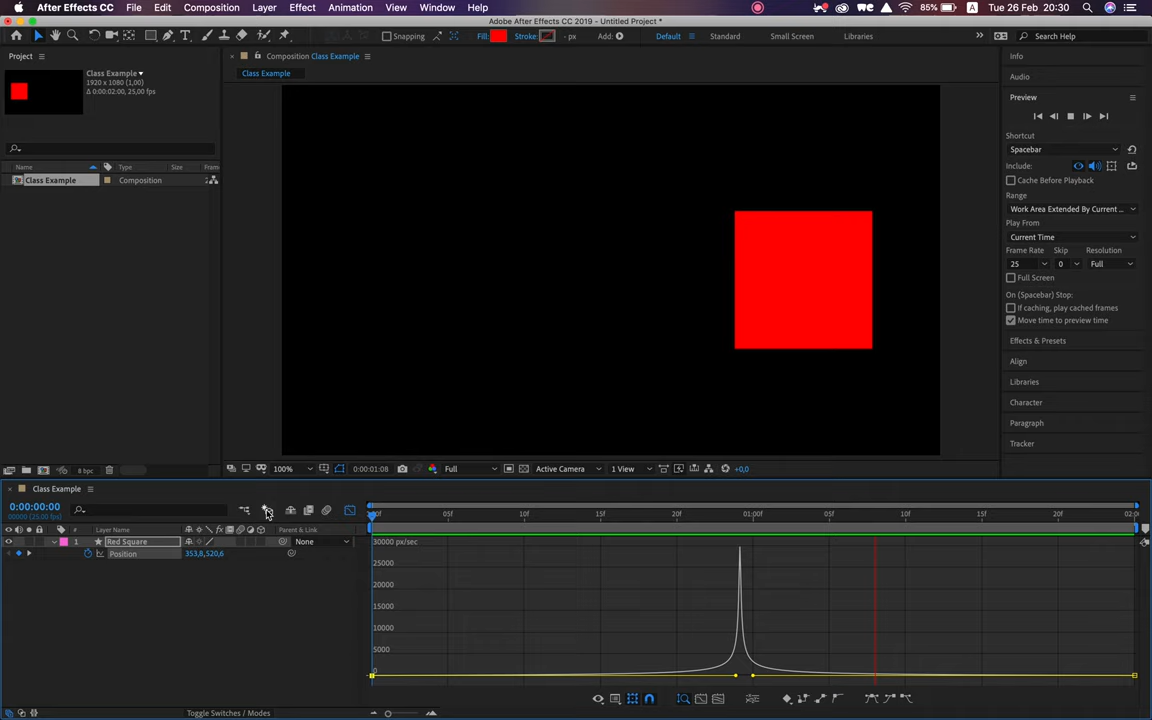 After Effects CC File Edit Composition Layer Effect Animation View Window Help 85% A Tue 26 Feb 20:30
Adobe After Effects CC 2019 - Untitled Project *
Snapping Fill: Stroke: - px Add: Default Standard Small Screen Libraries Search Help
Project
Class Example
1920 x 1080 (1,00)
Δ 0:00:02:00, 25,00 fps
Name Type Size Fram
Class Example Composition
8 bpc
Composition Class Example
Class Example
100% 0:00:01:08 Full Active Camera 1 View +0,0
Info
Audio
Preview
Shortcut
Spacebar
Include:
Cache Before Playback
Range
Work Area Extended By Current ...
Play From
Current Time
Frame Rate Skip Resolution
25 0 Full
Full Screen
On (Spacebar) Stop:
If caching, play cached frames
Move time to preview time
Effects & Presets
Align
Libraries
Character
Paragraph
Tracker
Class Example
0:00:00:00
00000 (25.00 fps)
# Layer Name Parent & Link
1 Red Square None
Position 353,8,520,6
05f 10f 15f 20f 01:00f 05f 10f 15f 20f
30000 px/sec
25000
20000
15000
10000
5000
0
Toggle Switches / Modes